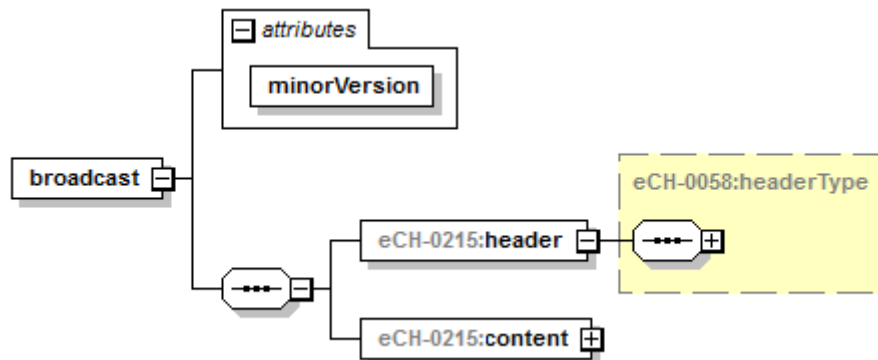 attributes
minorVersion
broadcast
eCH-0058:headerType
eCH-0215:header
eCH-0215:content